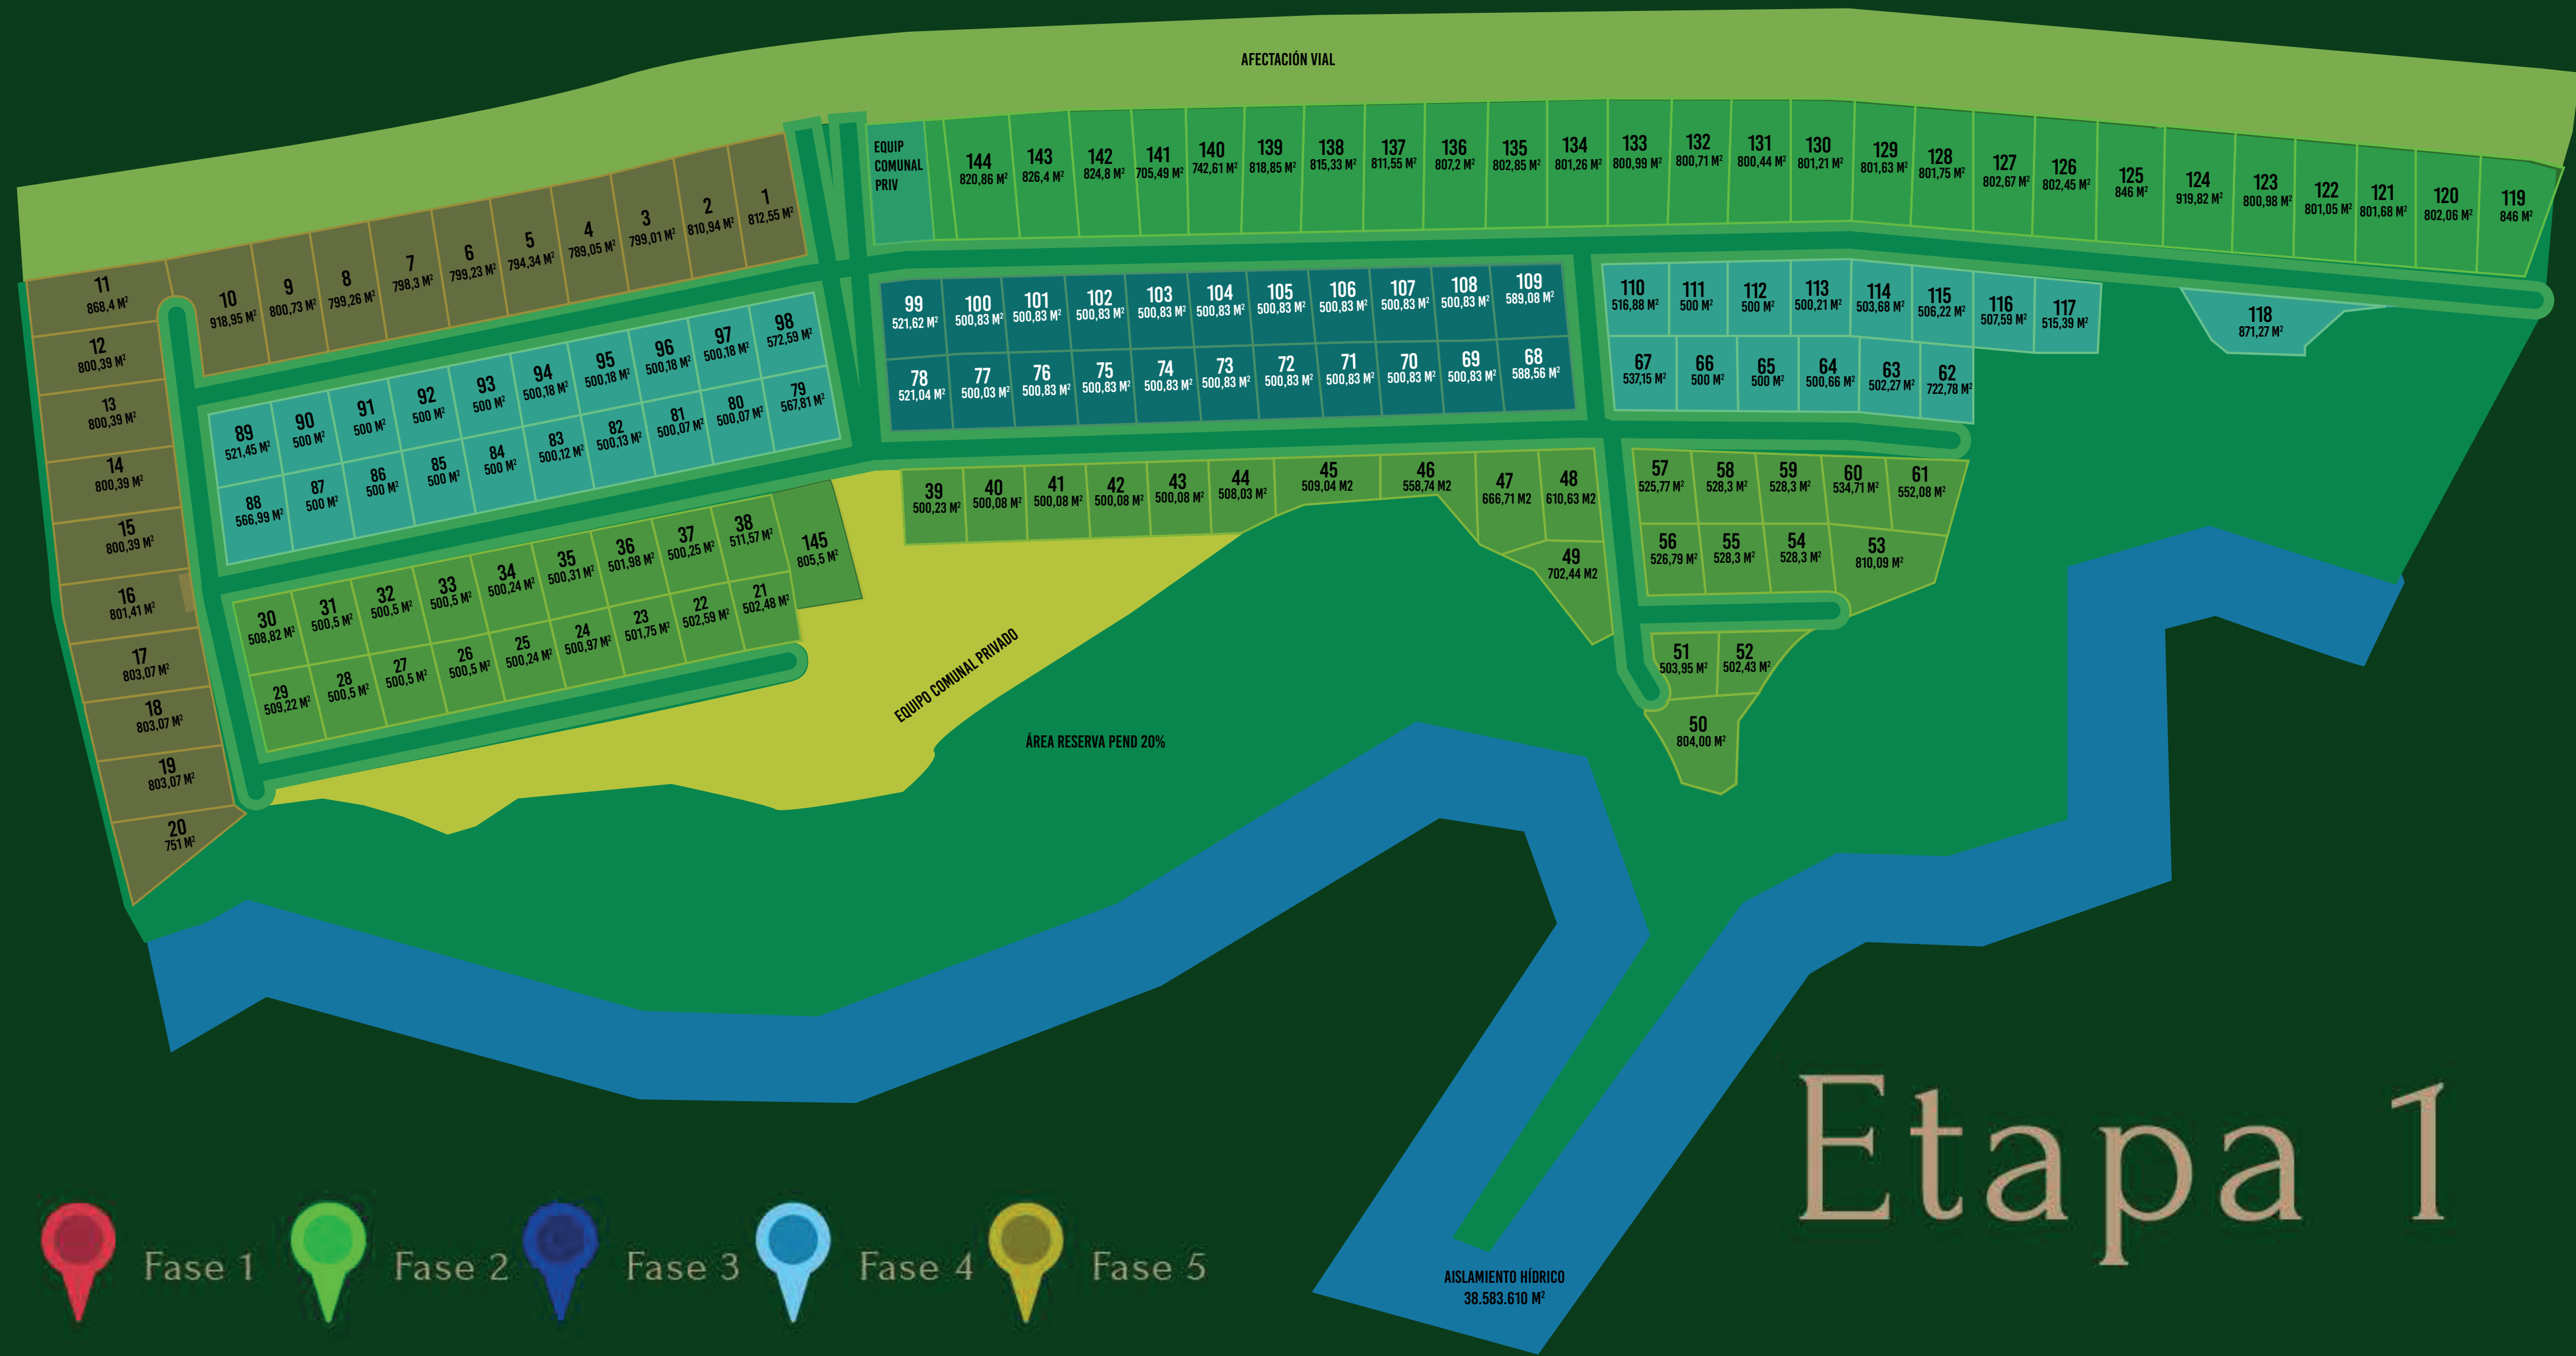 AFECTACIÓN VIAL
EQUIP
COMUNAL
PRIV
144
820,86 M²
143
826,4 M²
142
824,8 M²
141
705,49 M²
140
742,61 M²
139
818,85 M²
138
815,33 M²
137
811,55 M²
136
807,2 M²
135
802,85 M²
134
801,26 M²
133
800,99 M²
132
800,71 M²
131
800,44 M²
130
801,21 M²
129
801,63 M²
128
801,75 M²
127
802,67 M²
126
802,45 M²
125
846 M²
124
919,82 M²
123
800,98 M²
122
801,05 M²
121
801,68 M²
120
802,06 M²
119
846 M²
11
868,4 M²
10
918,95 M²
9
800,73 M²
8
799,26 M²
7
798,3 M²
6
799,23 M²
5
794,34 M²
4
789,05 M²
3
799,01 M²
2
810,94 M²
1
812,55 M²
12
800,39 M²
13
800,39 M²
14
800,39 M²
15
800,39 M²
16
801,41 M²
17
803,07 M²
18
803,07 M²
19
803,07 M²
20
751 M²
89
521,45 M²
90
500 M²
91
500 M²
92
500 M²
93
500 M²
94
500,18 M²
95
500,18 M²
96
500,18 M²
97
500,18 M²
98
572,59 M²
88
566,99 M²
87
500 M²
86
500 M²
85
500 M²
84
500 M²
83
500,12 M²
82
500,13 M²
81
500,07 M²
80
500,07 M²
79
567,81 M²
99
521,62 M²
100
500,83 M²
101
500,83 M²
102
500,83 M²
103
500,83 M²
104
500,83 M²
105
500,83 M²
106
500,83 M²
107
500,83 M²
108
500,83 M²
109
589,08 M²
78
521,04 M²
77
500,03 M²
76
500,83 M²
75
500,83 M²
74
500,83 M²
73
500,83 M²
72
500,83 M²
71
500,83 M²
70
500,83 M²
69
500,83 M²
68
588,56 M²
110
516,88 M²
111
500 M²
112
500 M²
113
500,21 M²
114
503,68 M²
115
506,22 M²
116
507,59 M²
117
515,39 M²
118
871,27 M²
67
537,15 M²
66
500 M²
65
500 M²
64
500,66 M²
63
502,27 M²
62
722,78 M²
30
508,82 M²
31
500,5 M²
32
500,5 M²
33
500,5 M²
34
500,24 M²
35
500,31 M²
36
501,98 M²
37
500,25 M²
38
511,57 M²
145
805,5 M²
29
509,22 M²
28
500,5 M²
27
500,5 M²
26
500,5 M²
25
500,24 M²
24
500,97 M²
23
501,75 M²
22
502,59 M²
21
502,48 M²
39
500,23 M²
40
500,08 M²
41
500,08 M²
42
500,08 M²
43
500,08 M²
44
508,03 M²
45
509,04 M2
46
558,74 M2
47
666,71 M2
48
610,63 M2
49
702,44 M2
57
525,77 M²
58
528,3 M²
59
528,3 M²
60
534,71 M²
61
552,08 M²
56
526,79 M²
55
528,3 M²
54
528,3 M²
53
810,09 M²
51
503,95 M²
52
502,43 M²
50
804,00 M²
EQUIPO COMUNAL PRIVADO
ÁREA RESERVA PEND 20%
Etapa 1
Fase 1
Fase 2
Fase 3
Fase 4
Fase 5
AISLAMIENTO HÍDRICO
38.583.610 M²